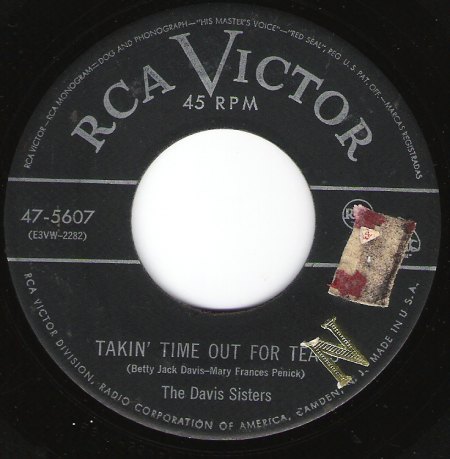 RCA VICTOR—RCA MONOGRAM—DOG AND PHONOGRAPH—"HIS MASTER'S VOICE"—"RED SEAL", REG U.S. PAT. OFF.—MARCAS REGISTRADAS
RCA VICTOR
45 RPM
47-5607
(E3VW-2282)
TAKIN' TIME OUT FOR TEA
(Betty Jack Davis–Mary Frances Penick)
The Davis Sisters
N
RCA VICTOR DIVISION, RADIO CORPORATION OF AMERICA, CAMDEN, N. J. MADE IN U.S.A.